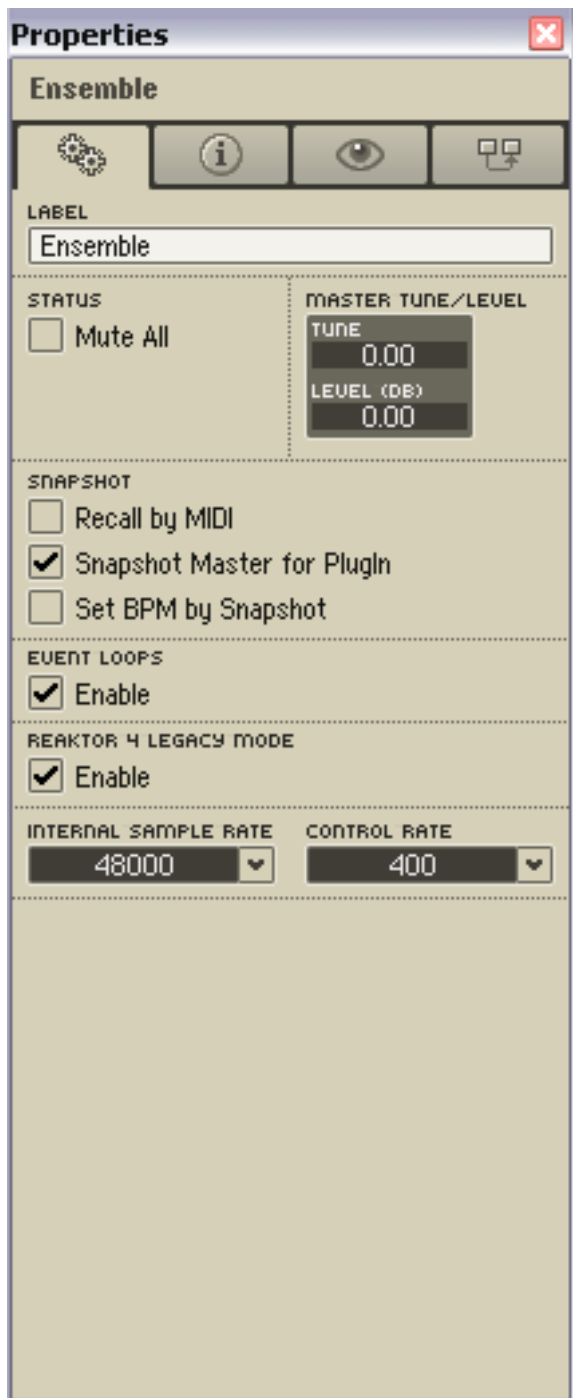 Properties
Ensemble
LABEL
Ensemble
STATUS
Mute All
MASTER TUNE/LEVEL
TUNE
0.00
LEVEL (DB)
0.00
SNAPSHOT
Recall by MIDI
Snapshot Master for PlugIn
Set BPM by Snapshot
EVENT LOOPS
Enable
REAKTOR 4 LEGACY MODE
Enable
INTERNAL SAMPLE RATE
48000
CONTROL RATE
400